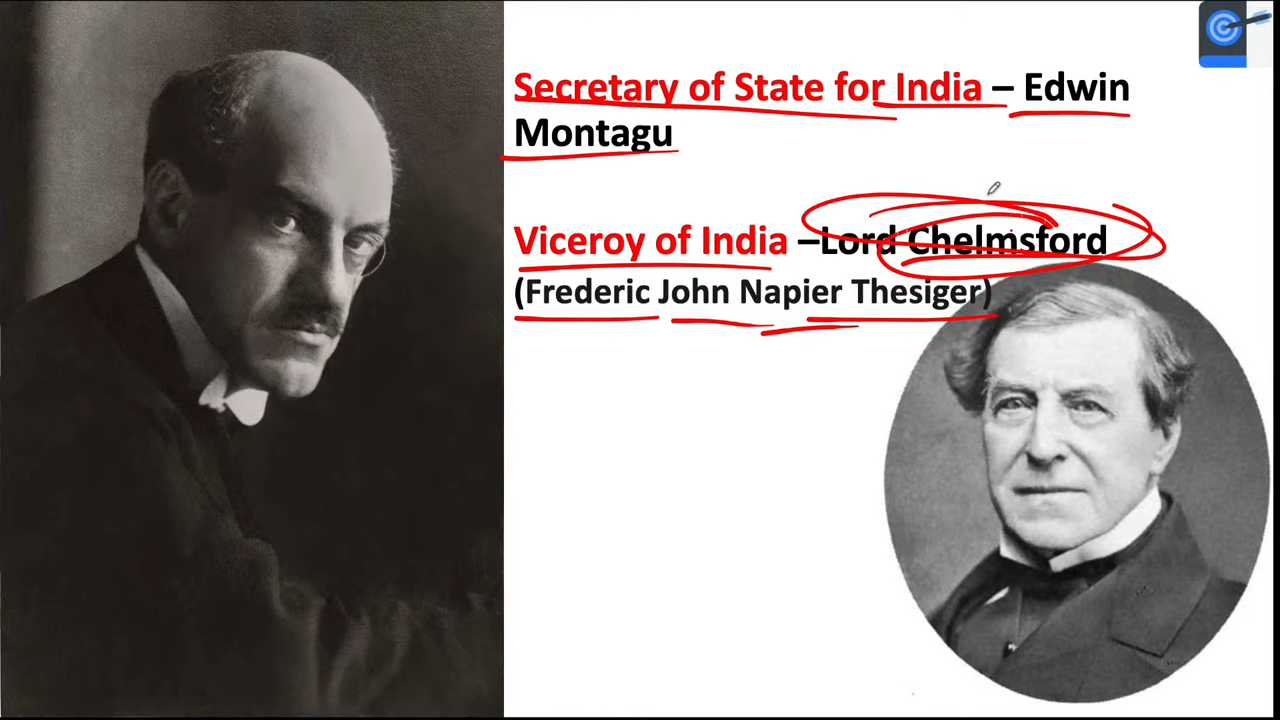 Secretary of State for India – Edwin
Montagu
Viceroy of India –Lord Chelmsford
(Frederic John Napier Thesiger)